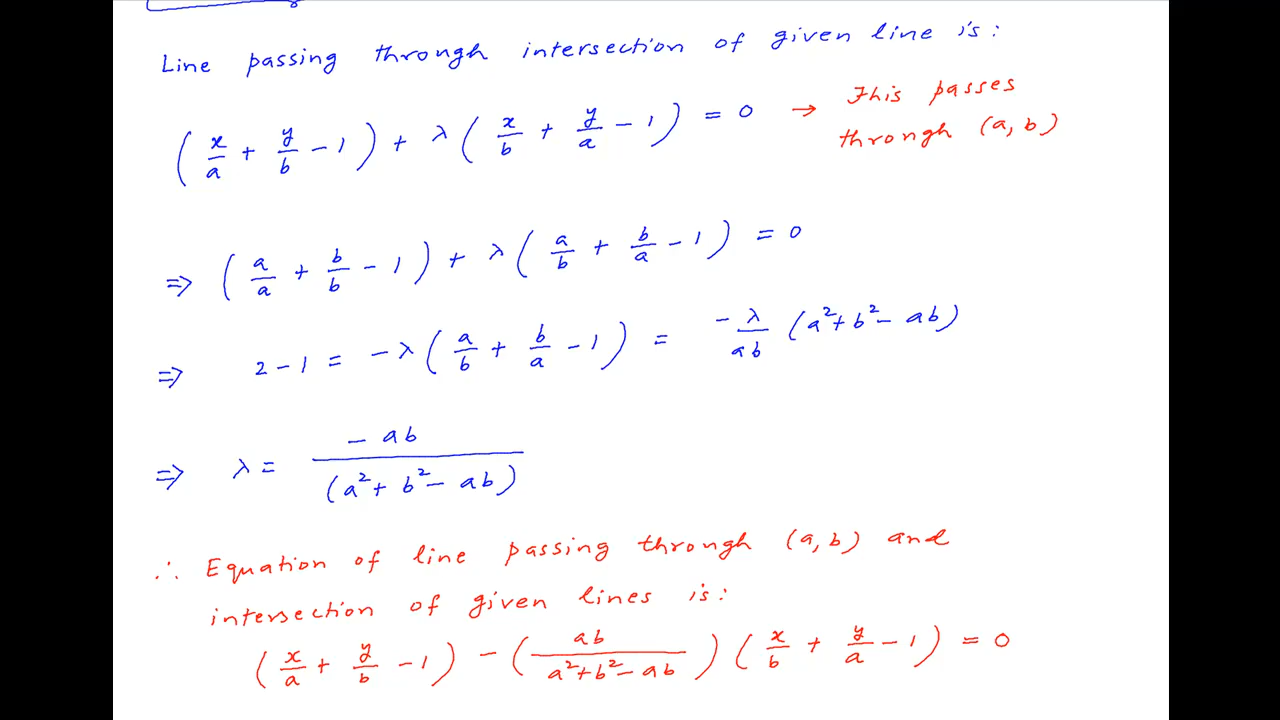 Line passing through intersection of given line is:
(x/a + y/b - 1) + λ(x/b + y/a - 1) = 0 → This passes through (a, b)
⇒ (a/a + b/b - 1) + λ(a/b + b/a - 1) = 0
⇒ 2 - 1 = -λ(a/b + b/a - 1) = -λ/ab (a² + b² - ab)
⇒ λ = -ab/(a² + b² - ab)
∴ Equation of line passing through (a, b) and
intersection of given lines is:
(x/a + y/b - 1) - (ab/a² + b² - ab)(x/b + y/a - 1) = 0